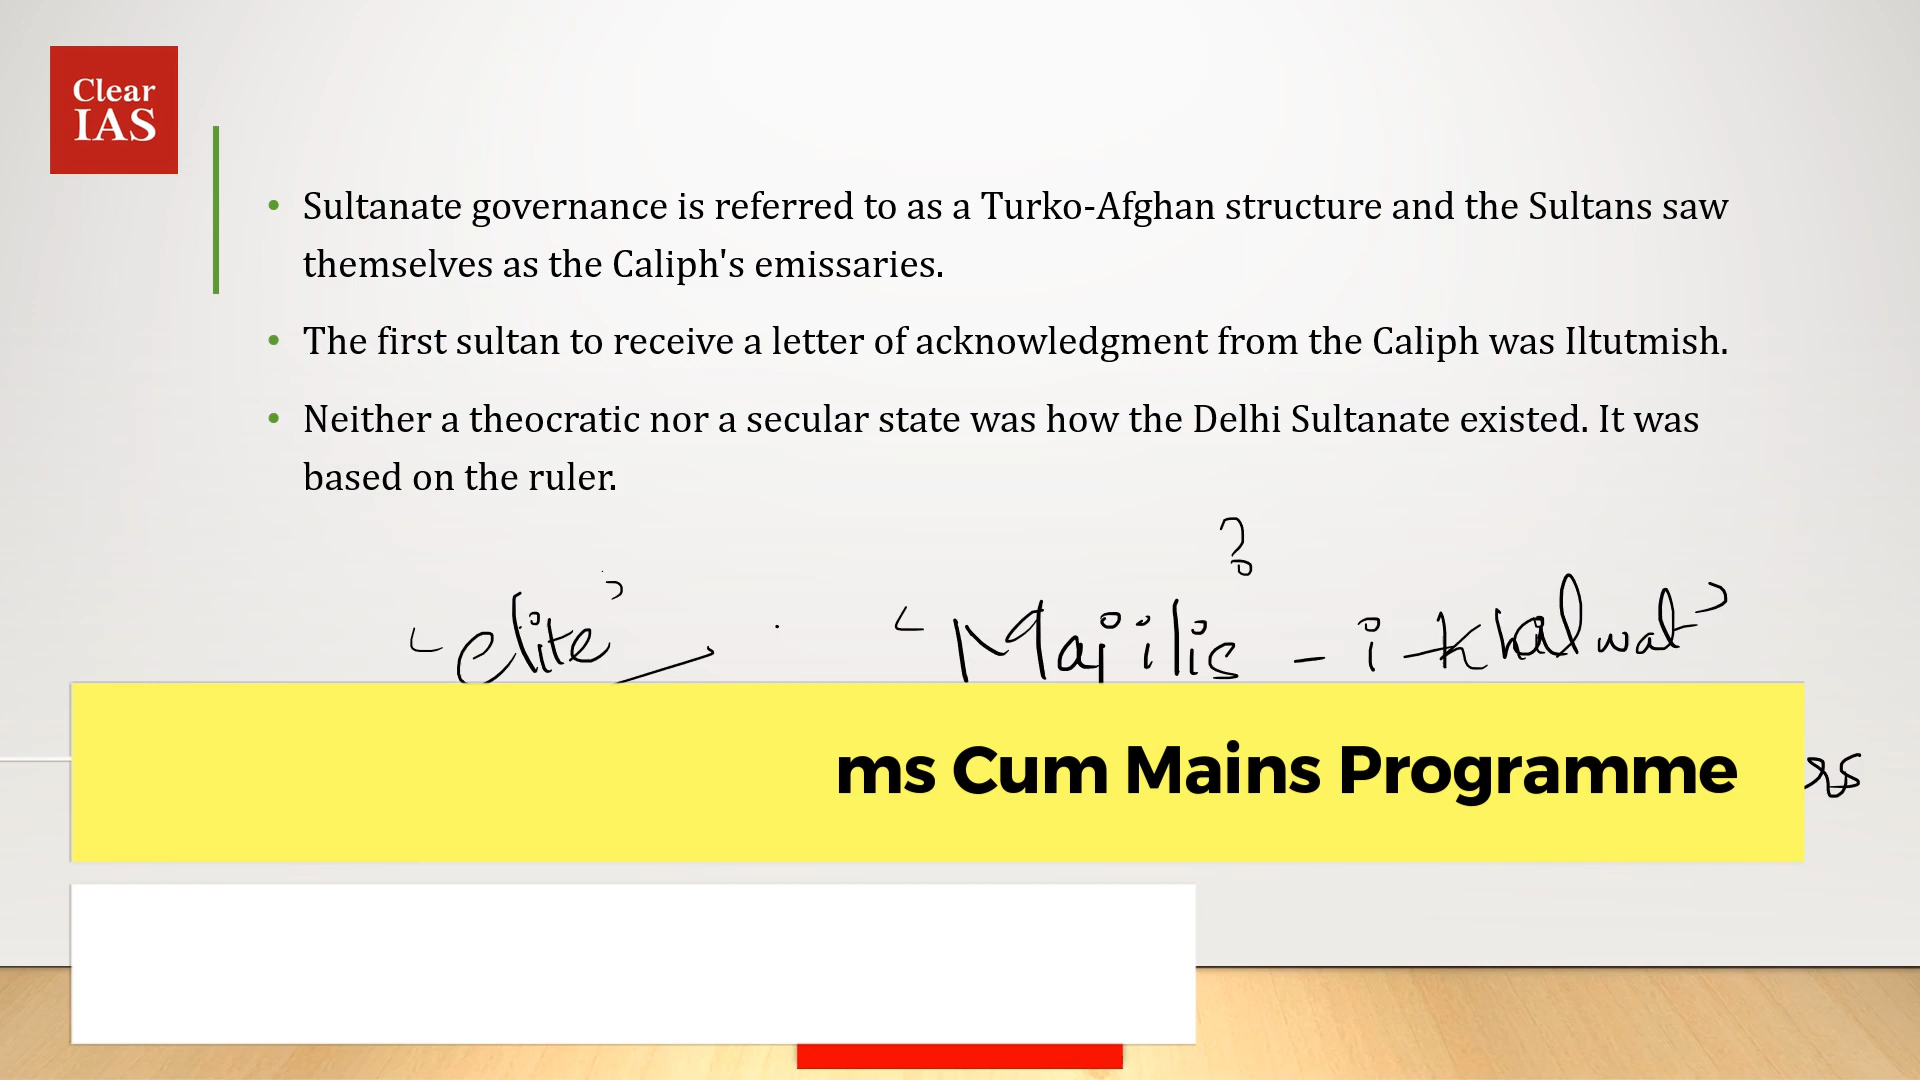 Clear
IAS
• Sultanate governance is referred to as a Turko-Afghan structure and the Sultans saw
themselves as the Caliph's emissaries.
• The first sultan to receive a letter of acknowledgment from the Caliph was Iltutmish.
• Neither a theocratic nor a secular state was how the Delhi Sultanate existed. It was
based on the ruler.
?
'elite' 'Majilis - i - Khalwat'
ms Cum Mains Programme